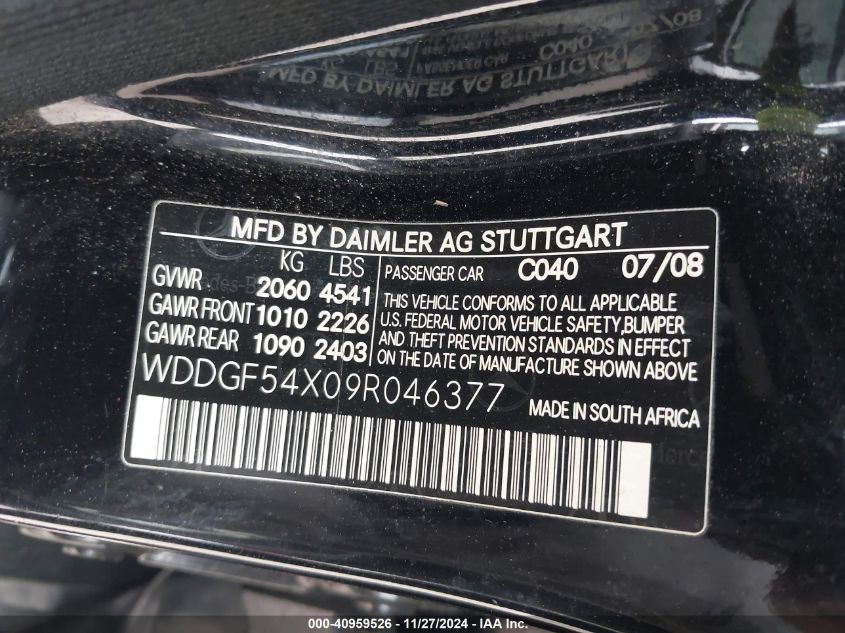 MFD BY DAIMLER AG STUTTGART
KG LBS
GVWR 2060 4541
GAWR FRONT 1010 2226
GAWR REAR 1090 2403
PASSENGER CAR C040 07/08
THIS VEHICLE CONFORMS TO ALL APPLICABLE
U.S. FEDERAL MOTOR VEHICLE SAFETY,BUMPER
AND THEFT PREVENTION STANDARDS IN EFFECT
ON THE DATE OF MANUFACTURE SHOWN ABOVE
WDDGF54X09R046377
MADE IN SOUTH AFRICA
000-40959526 - 11/27/2024 - IAA Inc.